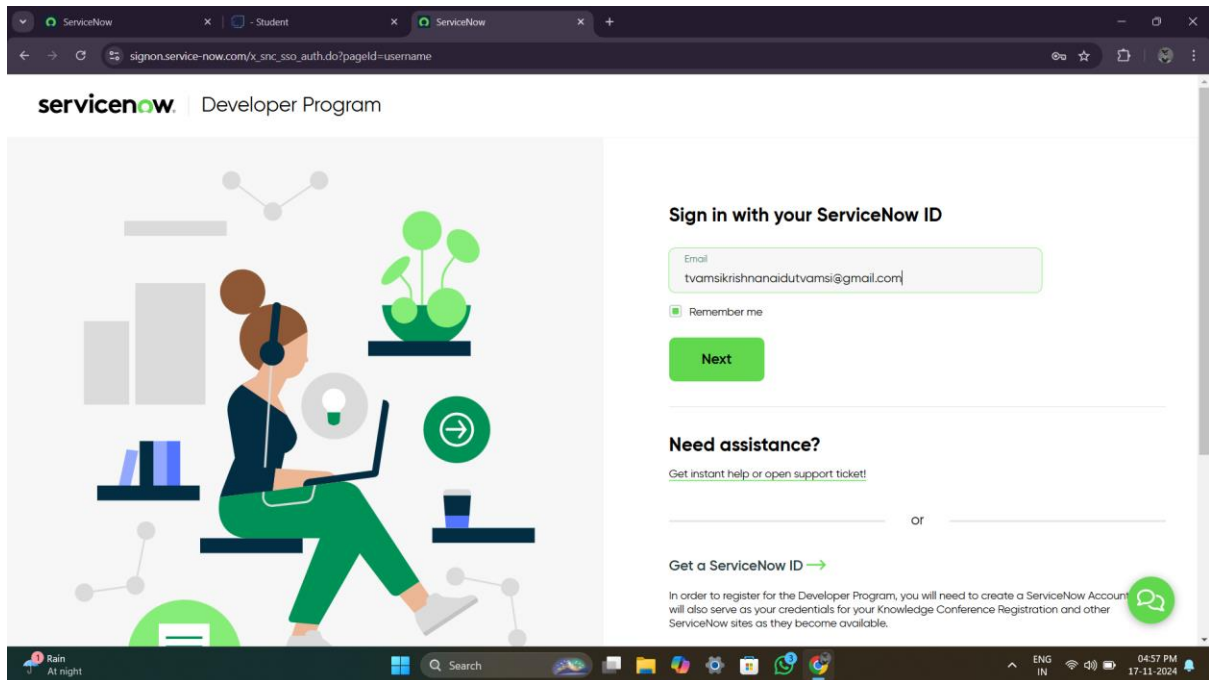 ServiceNow
- Student
ServiceNow
signon.service-now.com/x_snc_sso_auth.do?pageId=username
servicenow. Developer Program
Sign in with your ServiceNow ID
Email
tvamsikrishnanaidutvamsi@gmail.com
Remember me
Next
Need assistance?
Get instant help or open support ticket!
or
Get a ServiceNow ID
In order to register for the Developer Program, you will need to create a ServiceNow Account
will also serve as your credentials for your Knowledge Conference Registration and other
ServiceNow sites as they become available.
1
Rain
At night
Search
3
ENG
IN
04:57 PM
17-11-2024